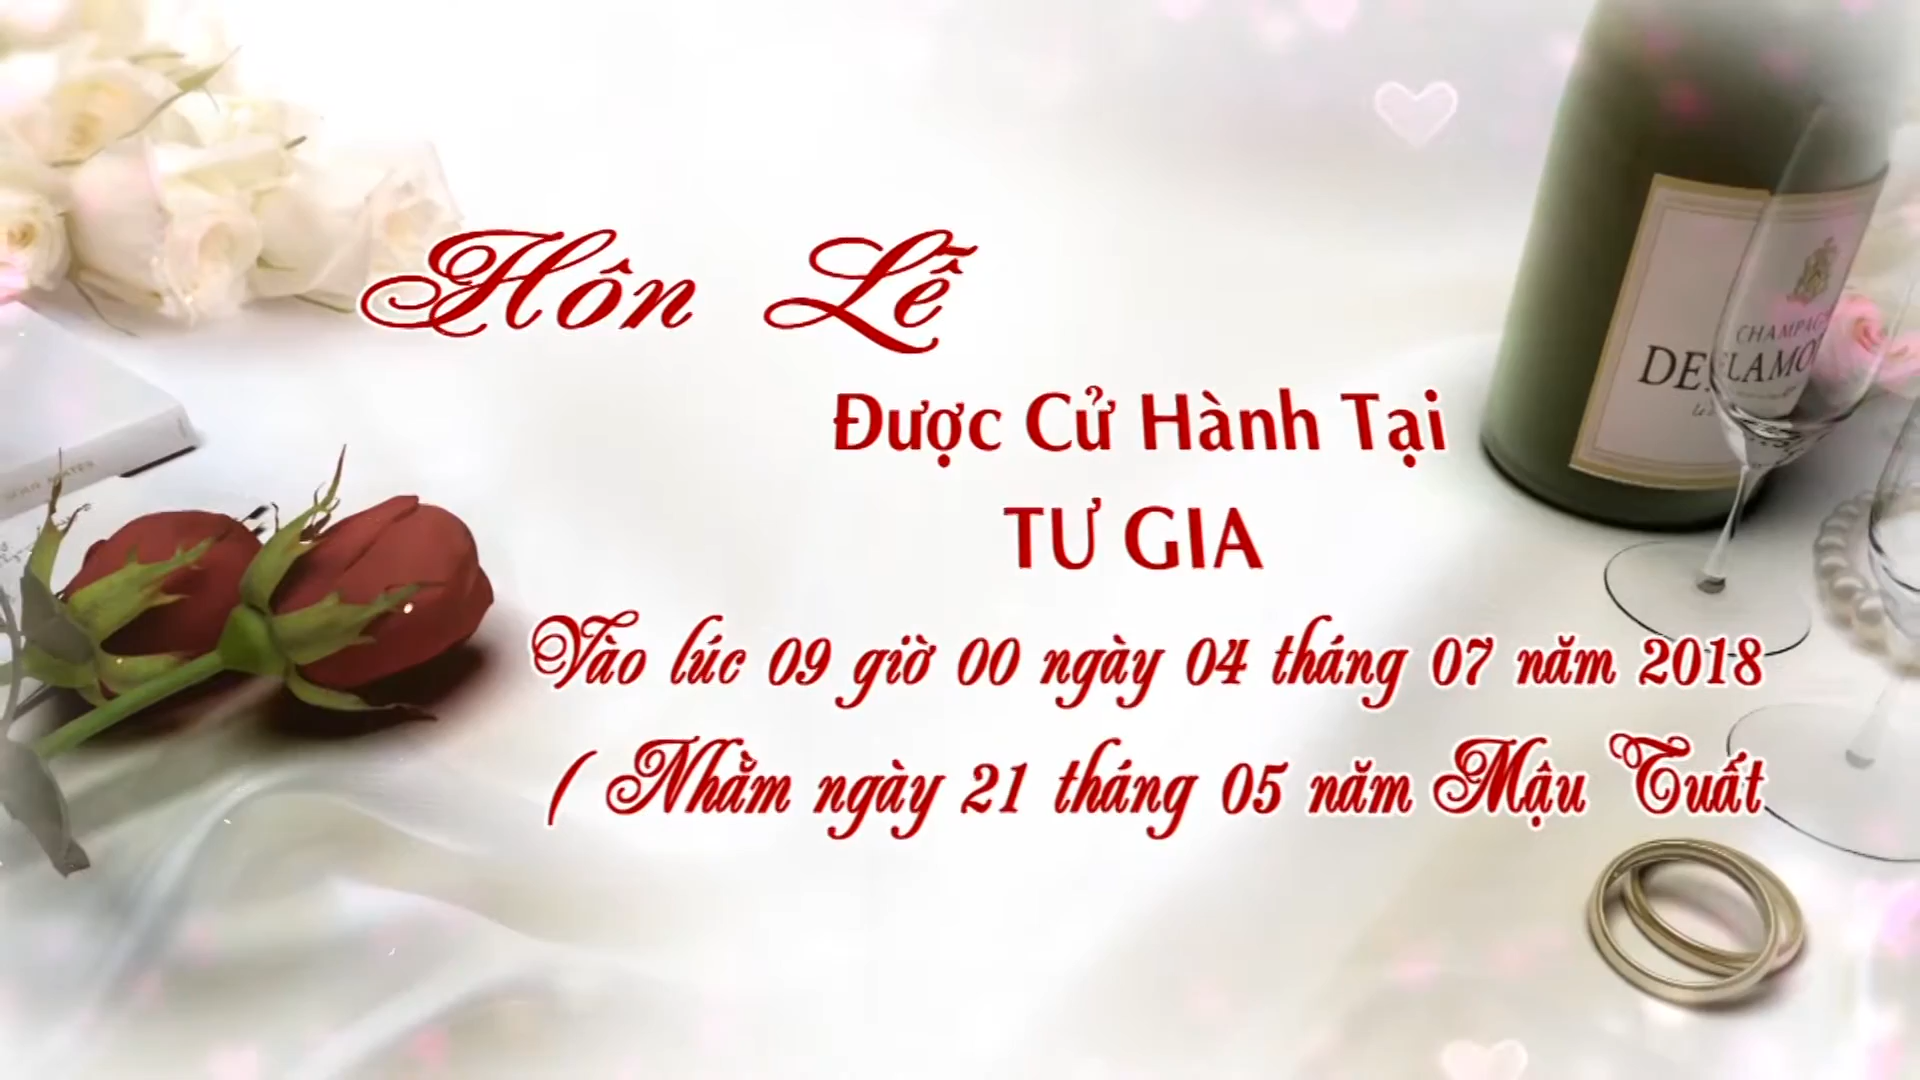 Hôn Lễ
Được Cử Hành Tại
TƯ GIA
Vào lúc 09 giờ 00 ngày 04 tháng 07 năm 2018
( Nhằm ngày 21 tháng 05 năm Mậu Tuất
CHAMPAG